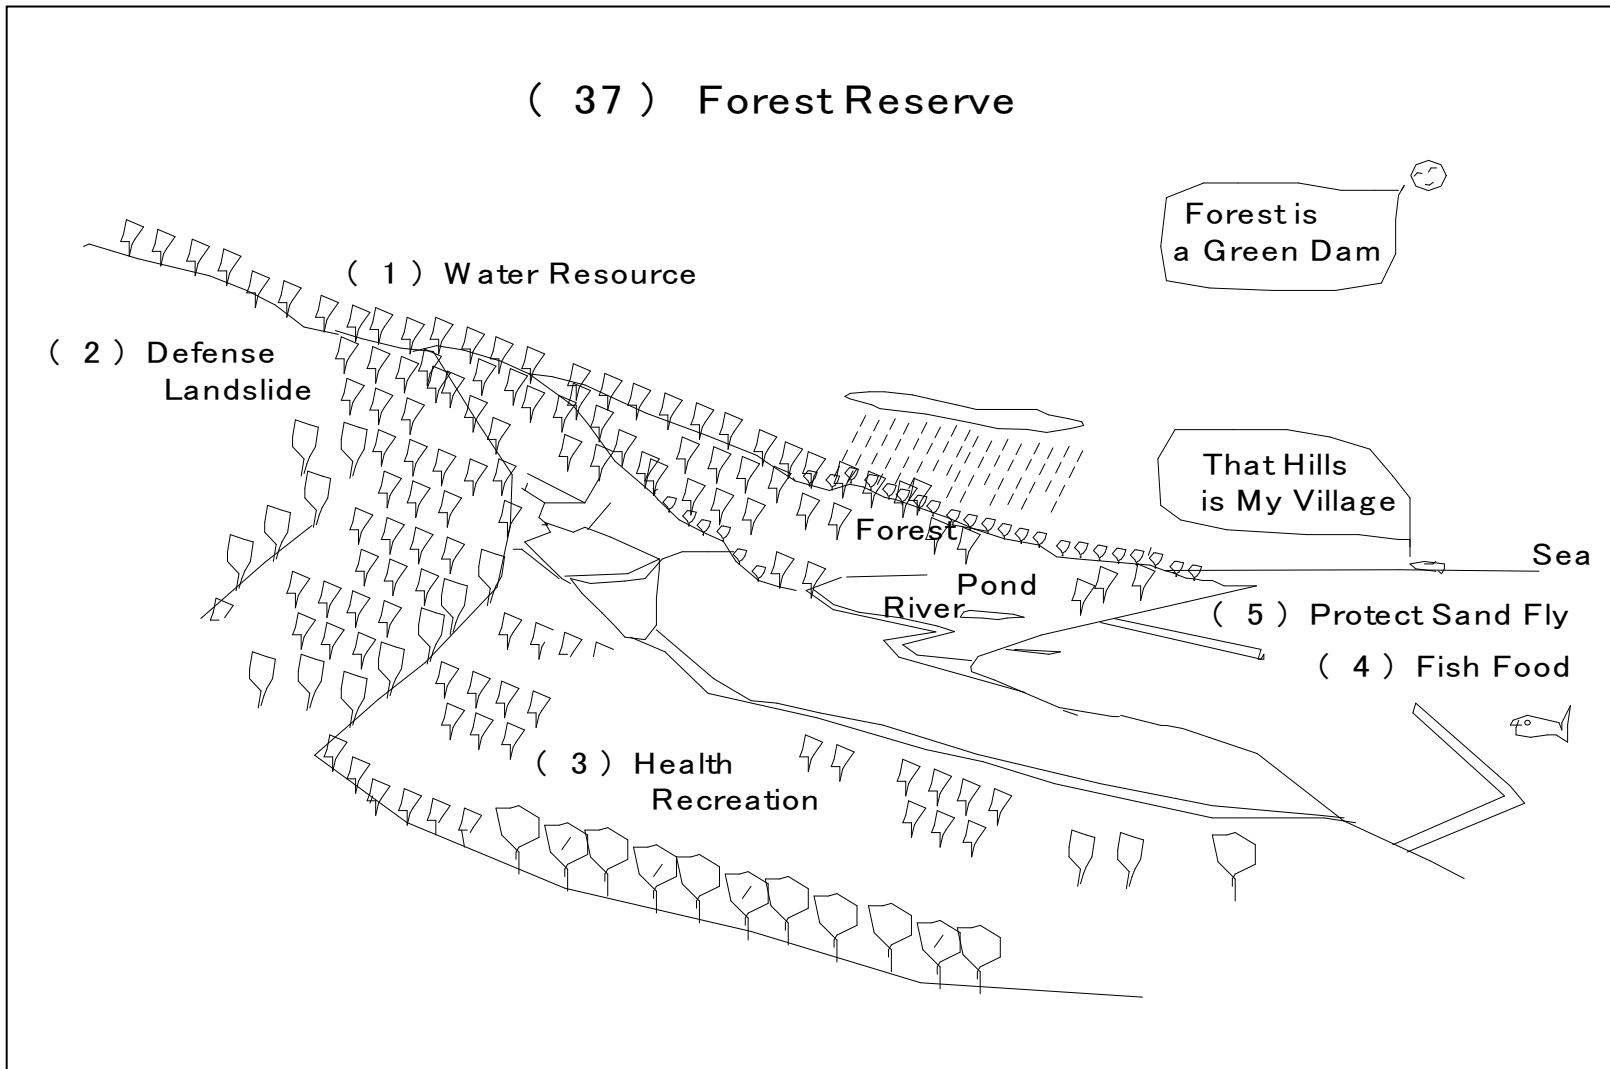 ( 37 ) Forest Reserve
Forest is
a Green Dam
( 1 ) Water Resource
( 2 ) Defense
Landslide
That Hills
is My Village
Forest
Sea
Pond
River
( 5 ) Protect Sand Fly
( 4 ) Fish Food
( 3 ) Health
Recreation